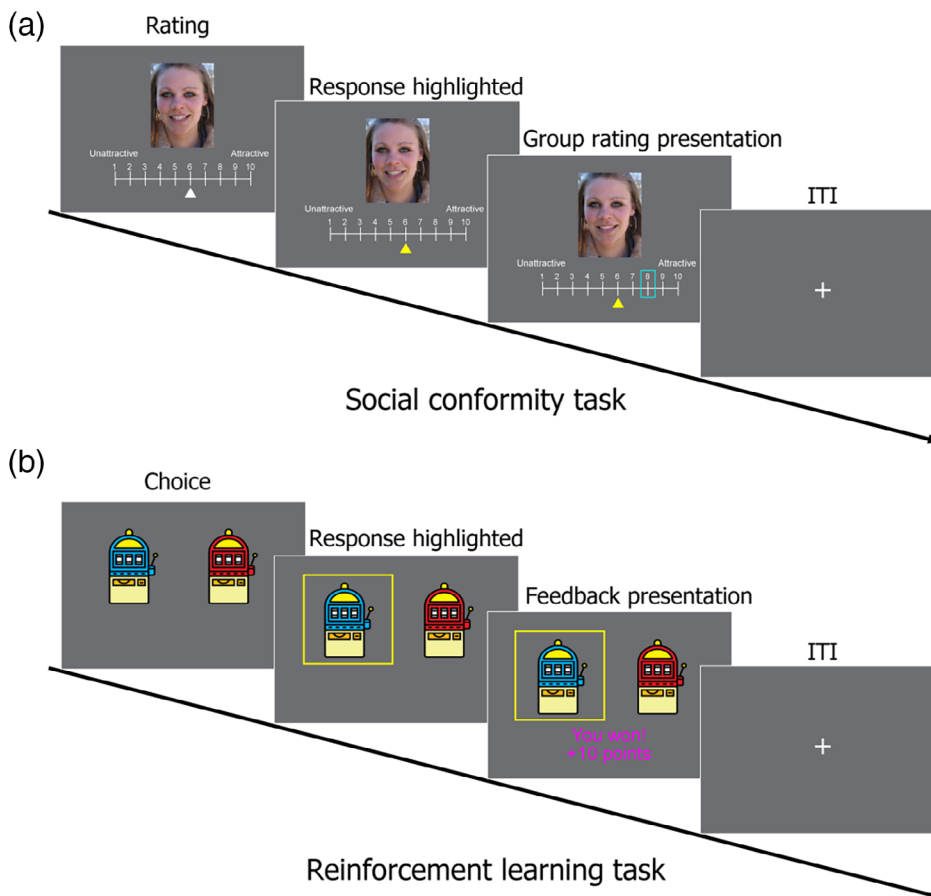 (a)
Rating
Unattractive Attractive
1 2 3 4 5 6 7 8 9 10
Response highlighted
Unattractive Attractive
1 2 3 4 5 6 7 8 9 10
Group rating presentation
Unattractive Attractive
1 2 3 4 5 6 7 8 9 10
ITI
+
Social conformity task
(b)
Choice
Response highlighted
Feedback presentation
You won!
+10 points
ITI
+
Reinforcement learning task